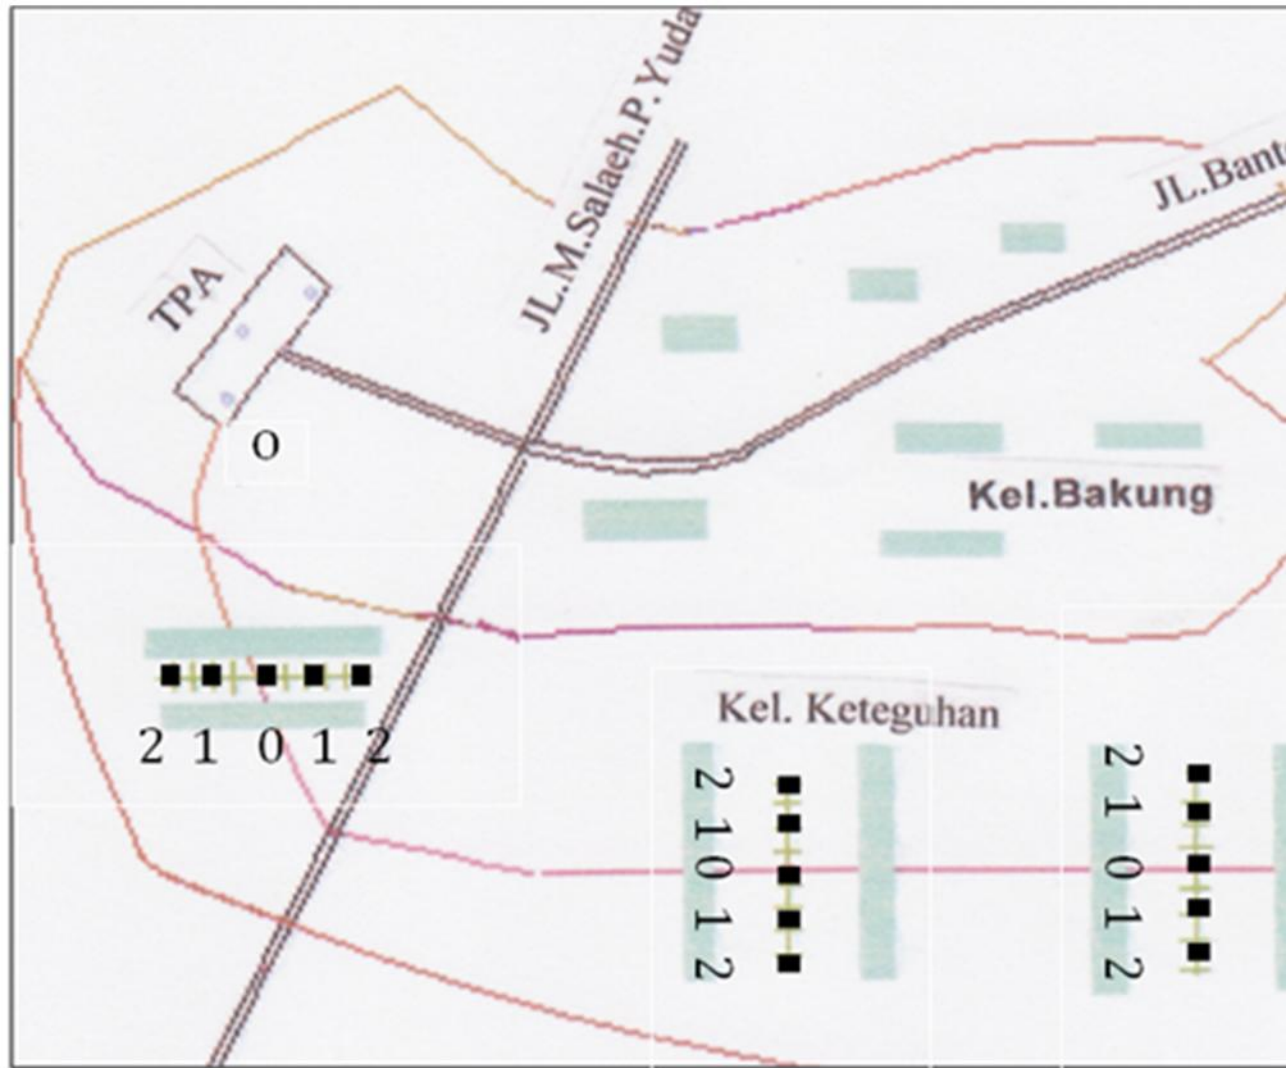 JL.M.Salaeh.P.Yuda
JL.Bant
TPA
O
Kel.Bakung
Kel. Keteguhan
2 1 0 1 2
2 1 0 1 2
2 1 0 1 2